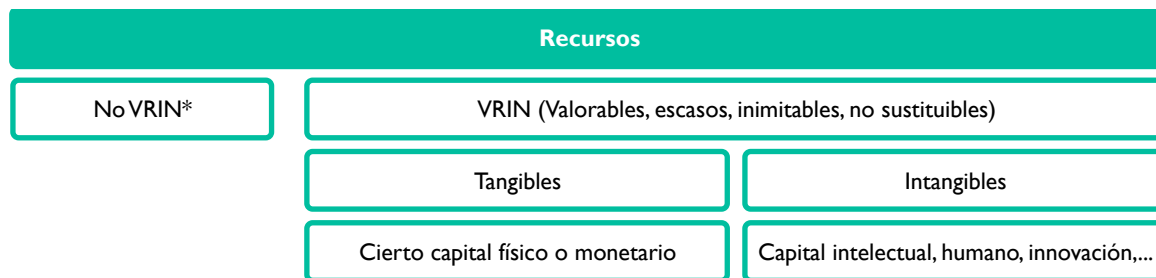 Recursos
No VRIN*
VRIN (Valorables, escasos, inimitables, no sustituibles)
Tangibles
Intangibles
Cierto capital físico o monetario
Capital intelectual, humano, innovación,...